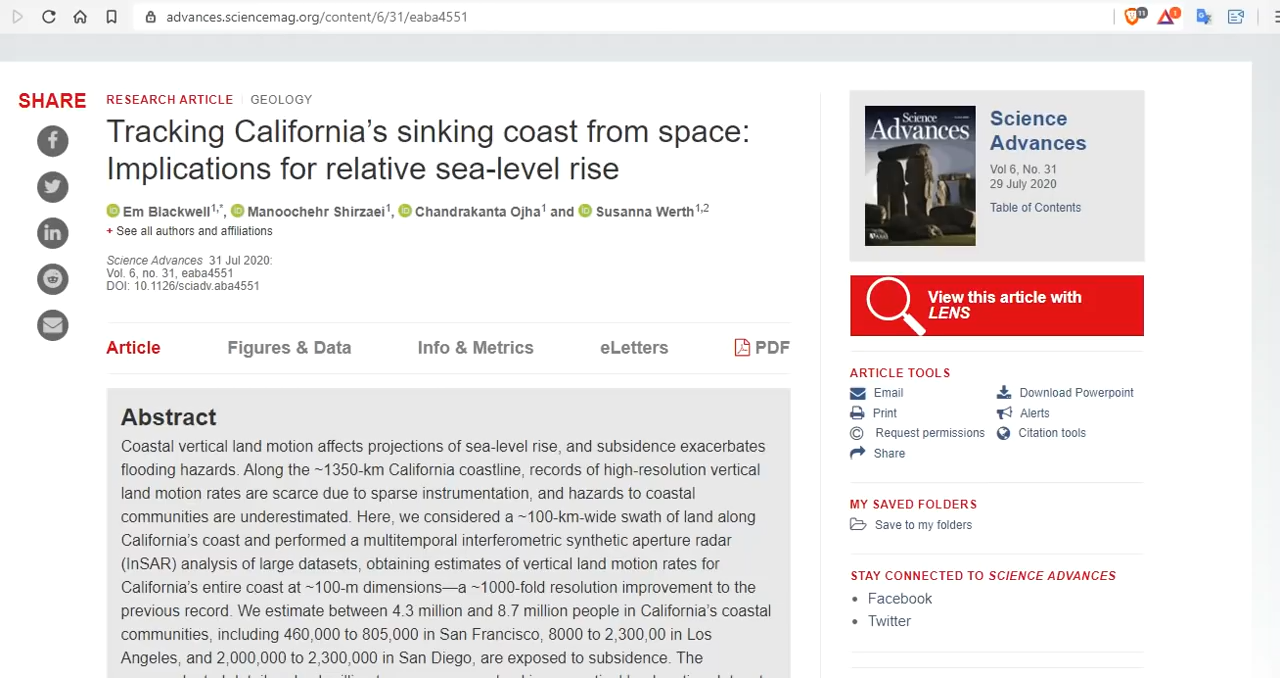 advances.sciencemag.org/content/6/31/eaba4551
11
1
SHARE
RESEARCH ARTICLE GEOLOGY
Tracking California’s sinking coast from space:
Implications for relative sea-level rise
iD Em Blackwell1,*, iD Manoochehr Shirzaei1, iD Chandrakanta Ojha1 and iD Susanna Werth1,2
+ See all authors and affiliations
Science Advances 31 Jul 2020:
Vol. 6, no. 31, eaba4551
DOI: 10.1126/sciadv.aba4551
Article Figures & Data Info & Metrics eLetters PDF
Abstract
Coastal vertical land motion affects projections of sea-level rise, and subsidence exacerbates
flooding hazards. Along the ~1350-km California coastline, records of high-resolution vertical
land motion rates are scarce due to sparse instrumentation, and hazards to coastal
communities are underestimated. Here, we considered a ~100-km-wide swath of land along
California’s coast and performed a multitemporal interferometric synthetic aperture radar
(InSAR) analysis of large datasets, obtaining estimates of vertical land motion rates for
California’s entire coast at ~100-m dimensions—a ~1000-fold resolution improvement to the
previous record. We estimate between 4.3 million and 8.7 million people in California’s coastal
communities, including 460,000 to 805,000 in San Francisco, 8000 to 2,300,00 in Los
Angeles, and 2,000,000 to 2,300,000 in San Diego, are exposed to subsidence. The
Science
Advances
Science
Advances
Vol 6, No. 31
29 July 2020
Table of Contents
View this article with
LENS
ARTICLE TOOLS
Email Download Powerpoint
Print Alerts
© Request permissions Citation tools
Share
MY SAVED FOLDERS
Save to my folders
STAY CONNECTED TO SCIENCE ADVANCES
• Facebook
• Twitter